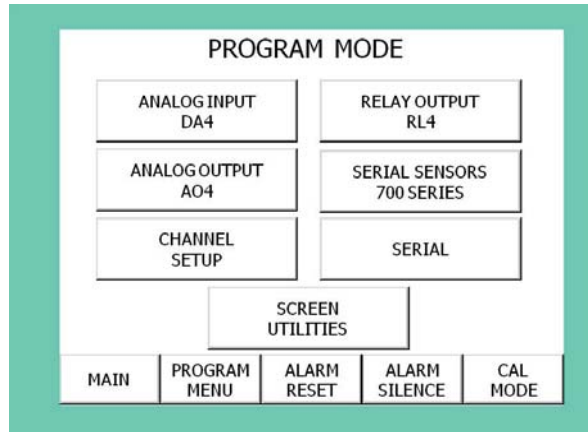 PROGRAM MODE
ANALOG INPUT
DA4
RELAY OUTPUT
RL4
ANALOG OUTPUT
AO4
SERIAL SENSORS
700 SERIES
CHANNEL
SETUP
SERIAL
SCREEN
UTILITIES
MAIN
PROGRAM
MENU
ALARM
RESET
ALARM
SILENCE
CAL
MODE